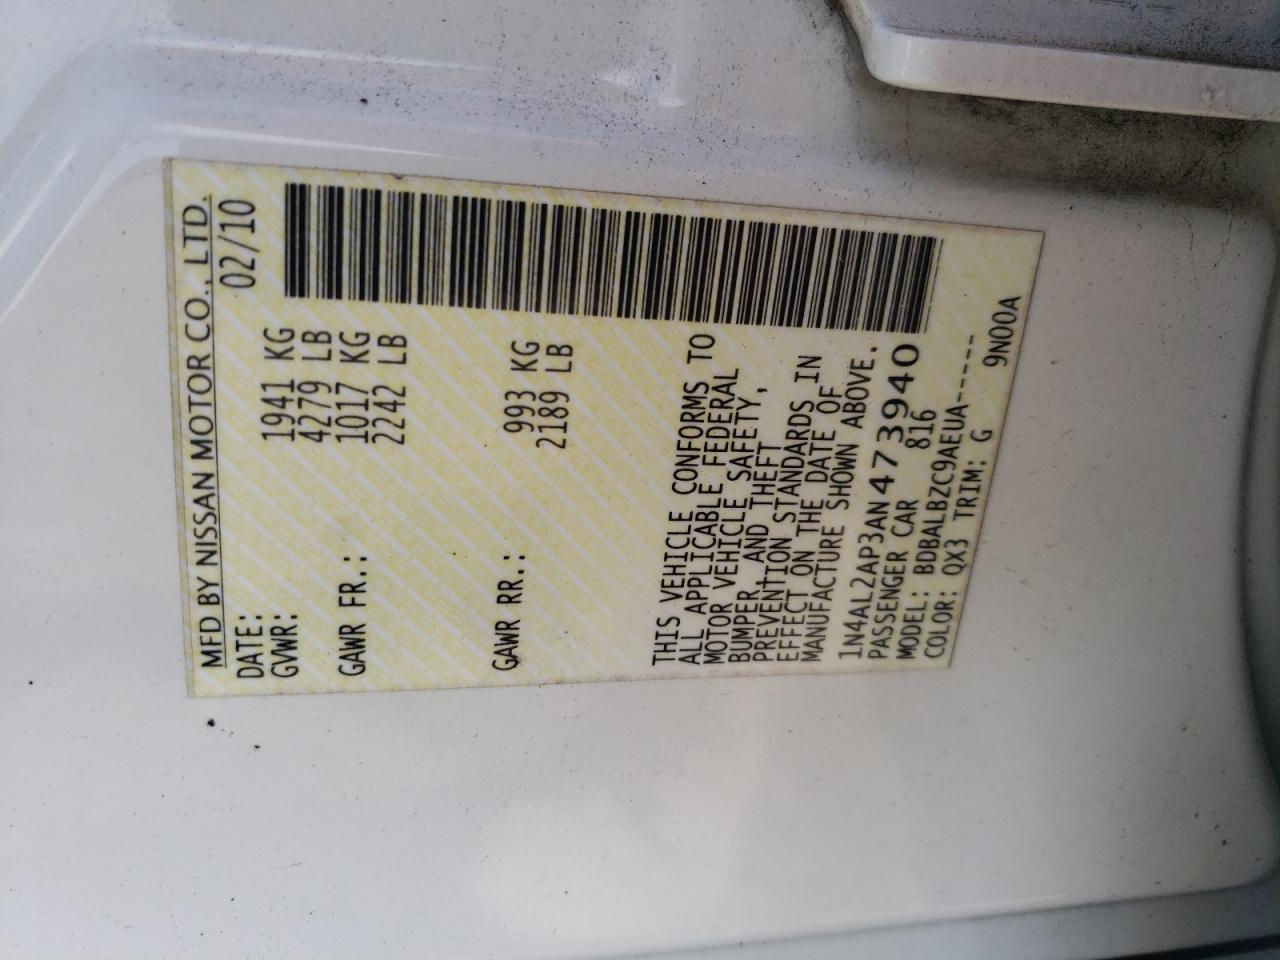 MFD BY NISSAN MOTOR CO., LTD.
DATE: 02/10
GVWR: 1941 KG
4279 LB
GAWR FR.: 1017 KG
2242 LB
GAWR RR.: 993 KG
2189 LB
THIS VEHICLE CONFORMS TO
ALL APPLICABLE FEDERAL
MOTOR VEHICLE SAFETY,
BUMPER, AND THEFT
PREVENTION STANDARDS IN
EFFECT ON THE DATE OF
MANUFACTURE SHOWN ABOVE.
1N4AL2AP3AN473940
PASSENGER CAR 816
MODEL: BDBALBZC9AEUA-----
COLOR: QX3 TRIM: G 9N00A